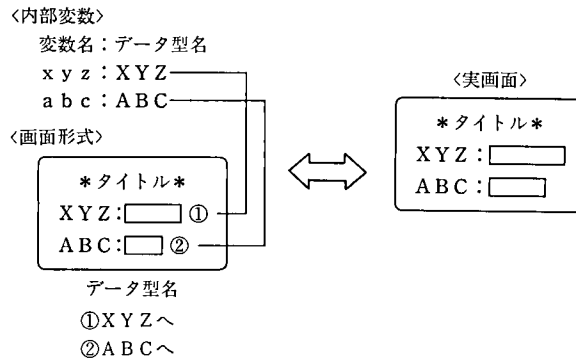 〈内部変数〉
変数名：データ型名
ｘｙｚ：ＸＹＺ
ａｂｃ：ＡＢＣ
〈画面形式〉
＊タイトル＊
ＸＹＺ： ①
ＡＢＣ： ②
データ型名
①ＸＹＺへ
②ＡＢＣへ
〈実画面〉
＊タイトル＊
ＸＹＺ：
ＡＢＣ：